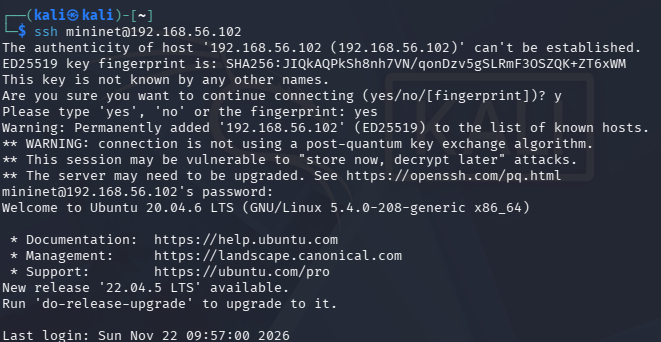 ┌──(kali㉿kali)-[~]
└─$ ssh mininet@192.168.56.102
The authenticity of host '192.168.56.102 (192.168.56.102)' can't be established.
ED25519 key fingerprint is: SHA256:JIQkAQPkSh8nh7VN/qonDzv5gSLRmF3OSZQK+ZT6xWM
This key is not known by any other names.
Are you sure you want to continue connecting (yes/no/[fingerprint])? y
Please type 'yes', 'no' or the fingerprint: yes
Warning: Permanently added '192.168.56.102' (ED25519) to the list of known hosts.
** WARNING: connection is not using a post-quantum key exchange algorithm.
** This session may be vulnerable to "store now, decrypt later" attacks.
** The server may need to be upgraded. See https://openssh.com/pq.html
mininet@192.168.56.102's password:
Welcome to Ubuntu 20.04.6 LTS (GNU/Linux 5.4.0-208-generic x86_64)

 * Documentation:  https://help.ubuntu.com
 * Management:     https://landscape.canonical.com
 * Support:        https://ubuntu.com/pro
New release '22.04.5 LTS' available.
Run 'do-release-upgrade' to upgrade to it.

Last login: Sun Nov 22 09:57:00 2026